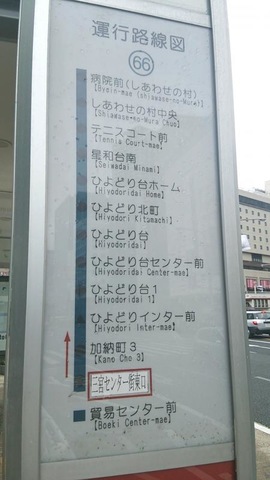 運行路線図
66
病院前(しあわせの村)
【Byoin-mae (shiawase-no-Mura)】
しあわせの村中央
【Shiawase-no-Mura Chuo】
テニスコート前
【Tennis Court-mae】
星和台南
【Seiwadai Minami】
ひよどり台ホーム
【Hiyodoridai Home】
ひよどり北町
【Hiyodori Kitamachi】
ひよどり台
【Hiyodoridai】
ひよどり台センター前
【Hiyodoridai Center-mae】
ひよどり台1
【Hiyodoridai 1】
ひよどりインター前
【Hiyodori Inter-mae】
加納町3
【Kano Cho 3】
三宮センター街東口
貿易センター前
【Boeki Center-mae】